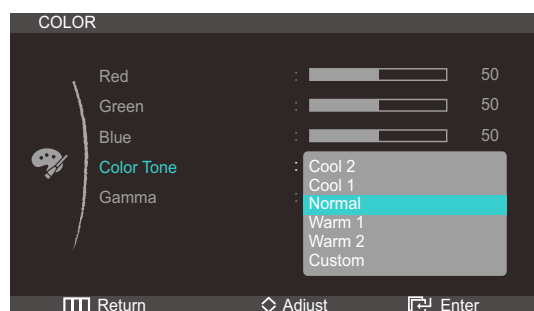 COLOR
Red : 50
Green : 50
Blue : 50
Color Tone : Cool 2
Cool 1
Gamma : Normal
Warm 1
Warm 2
Custom
Return Adjust Enter